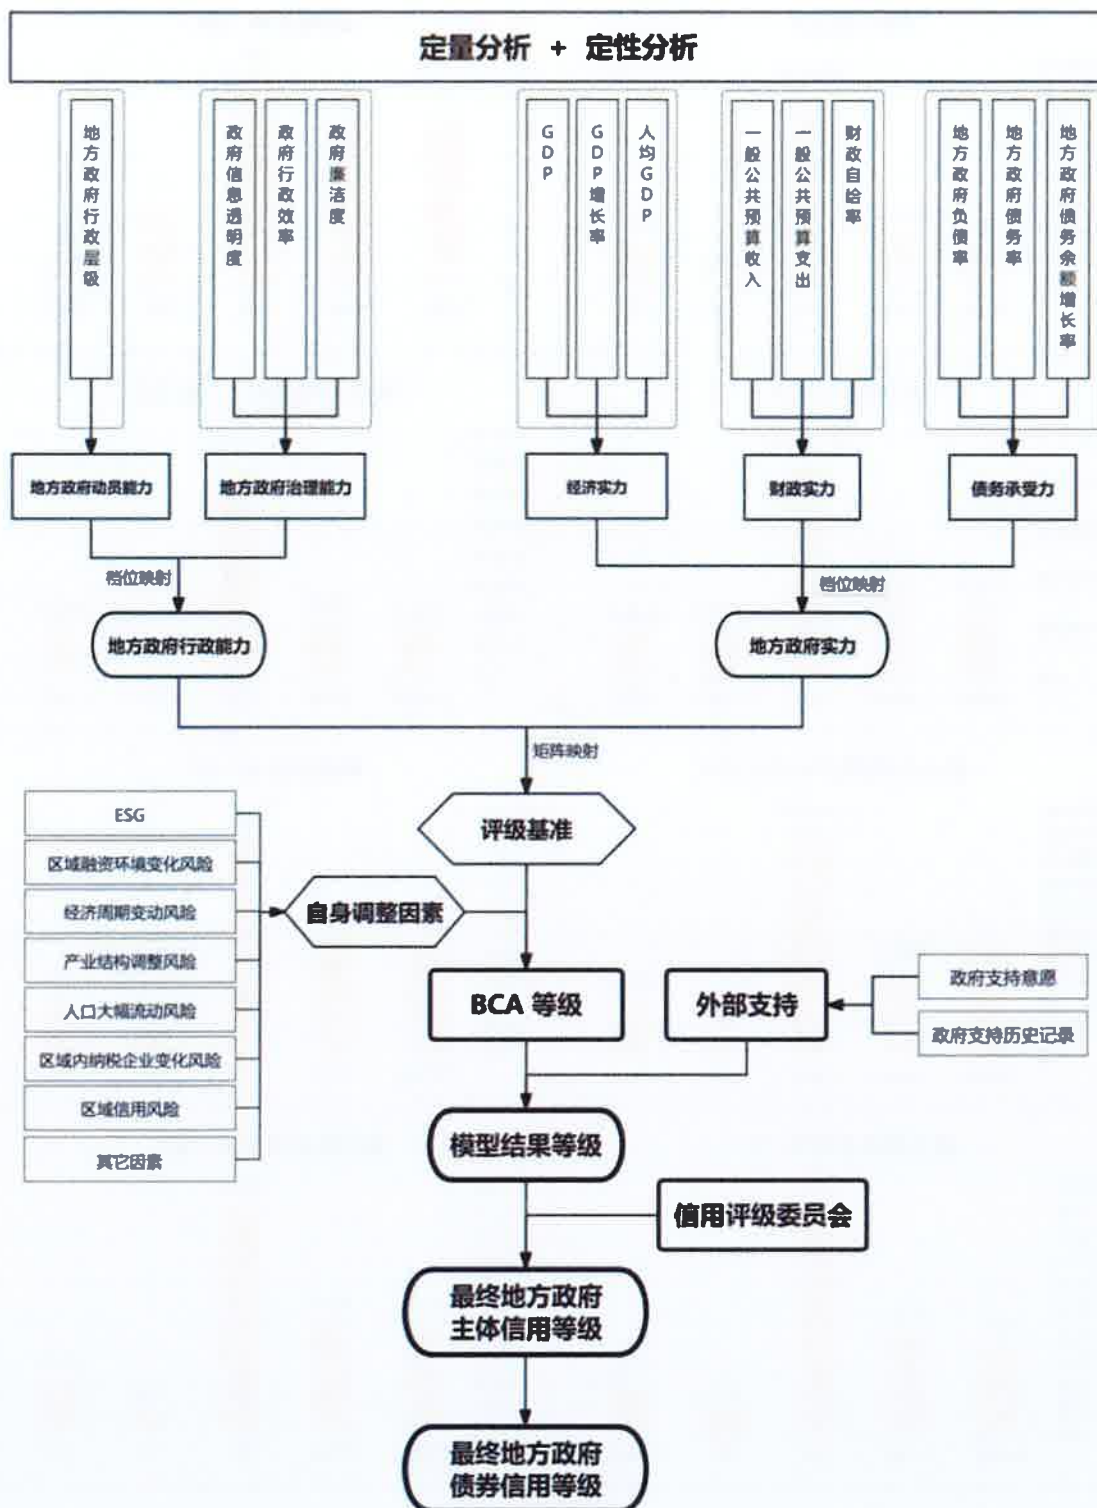 定量分析 + 定性分析
地方政府行政层级
政府信息透明度
政府行政效率
政府廉洁度
GDP
GDP增长率
人均GDP
一般公共预算收入
一般公共预算支出
财政自给率
地方政府负债率
地方政府债务率
地方政府债务余额增长率
地方政府动员能力
地方政府治理能力
经济实力
财政实力
债务承受力
档位映射
档位映射
地方政府行政能力
地方政府实力
矩阵映射
评级基准
ESG
区域融资环境变化风险
经济周期变动风险
产业结构调整风险
人口大幅流动风险
区域内纳税企业变化风险
区域信用风险
其它因素
自身调整因素
BCA 等级
外部支持
政府支持意愿
政府支持历史记录
模型结果等级
信用评级委员会
最终地方政府
主体信用等级
最终地方政府
债券信用等级